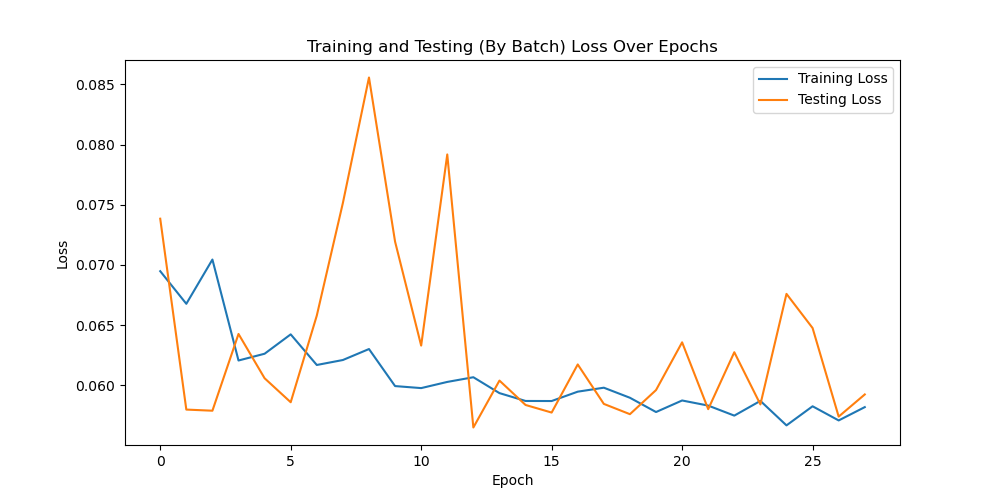 Training and Testing (By Batch) Loss Over Epochs
Training Loss
Testing Loss
0.085
0.080
0.075
0.070
0.065
0.060
Loss
0 5 10 15 20 25
Epoch